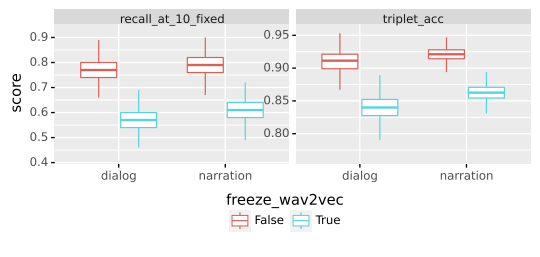 recall_at_10_fixed
triplet_acc
score
0.9
0.8
0.7
0.6
0.5
0.4
0.95
0.90
0.85
0.80
dialog narration dialog narration
freeze_wav2vec
False True